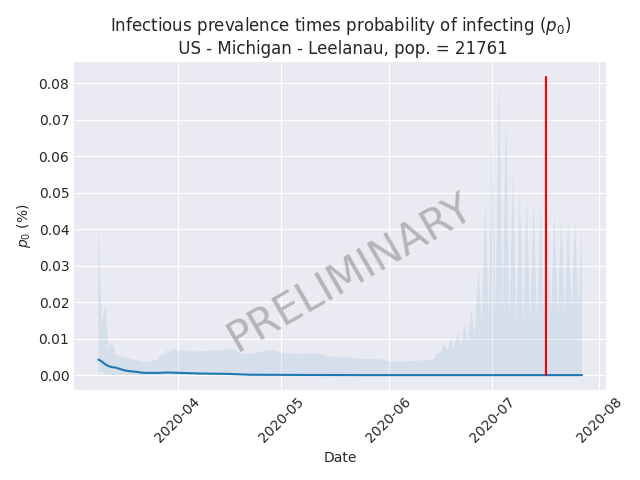 Infectious prevalence times probability of infecting (p₀)
US - Michigan - Leelanau, pop. = 21761
0.08
0.07
0.06
0.05
0.04
0.03
0.02
0.01
0.00
p₀ (%)
PRELIMINARY
2020-04
2020-05
2020-06
2020-07
2020-08
Date